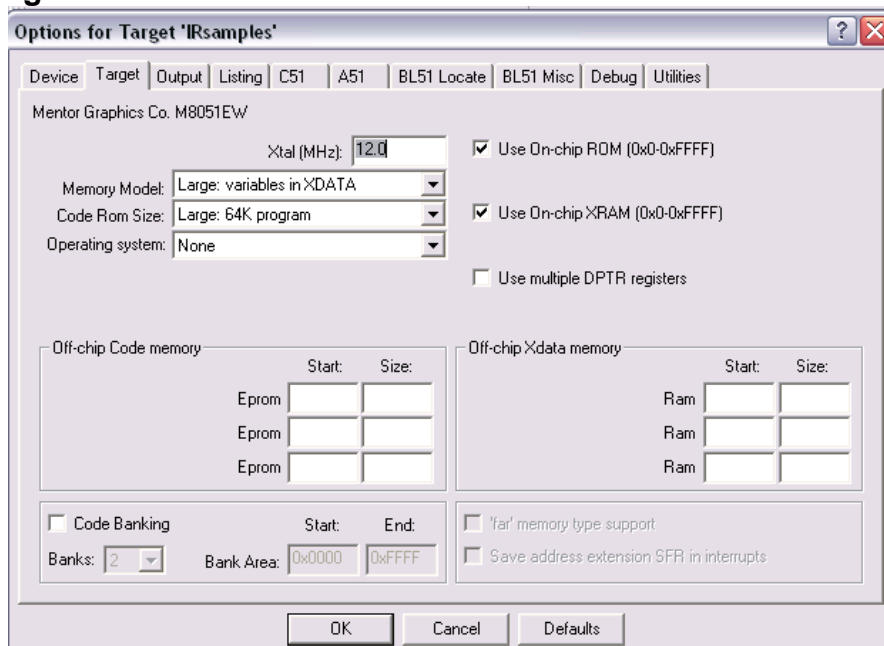 Options for Target 'IRsamples'
Device Target Output Listing C51 A51 BL51 Locate BL51 Misc Debug Utilities
Mentor Graphics Co. M8051EW
Xtal (MHz): 12.0
Use On-chip ROM (0x0-0xFFFF)
Memory Model: Large: variables in XDATA
Code Rom Size: Large: 64K program
Use On-chip XRAM (0x0-0xFFFF)
Operating system: None
Use multiple DPTR registers
Off-chip Code memory
Start: Size:
Eprom
Eprom
Eprom
Off-chip Xdata memory
Start: Size:
Ram
Ram
Ram
Code Banking Start: End:
Banks: 2 Bank Area: 0x0000 0xFFFF
'far' memory type support
Save address extension SFR in interrupts
OK Cancel Defaults